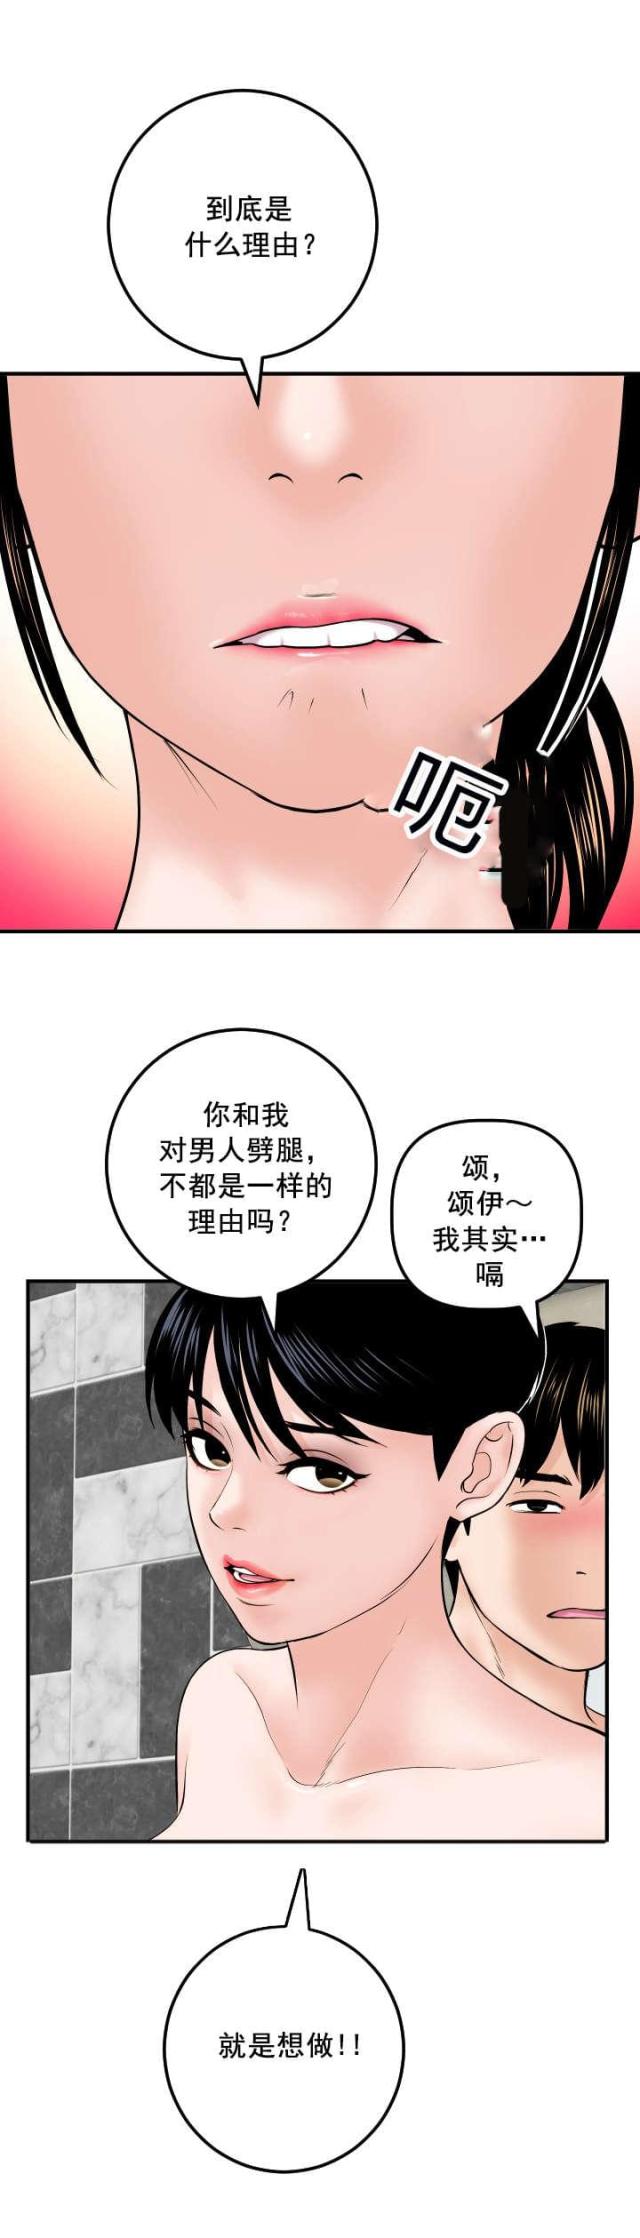 到底是
什么理由？
呃
你和我
对男人劈腿，
不都是一样的
理由吗？
颂，
颂伊～
我其实…
嗝
就是想做！！